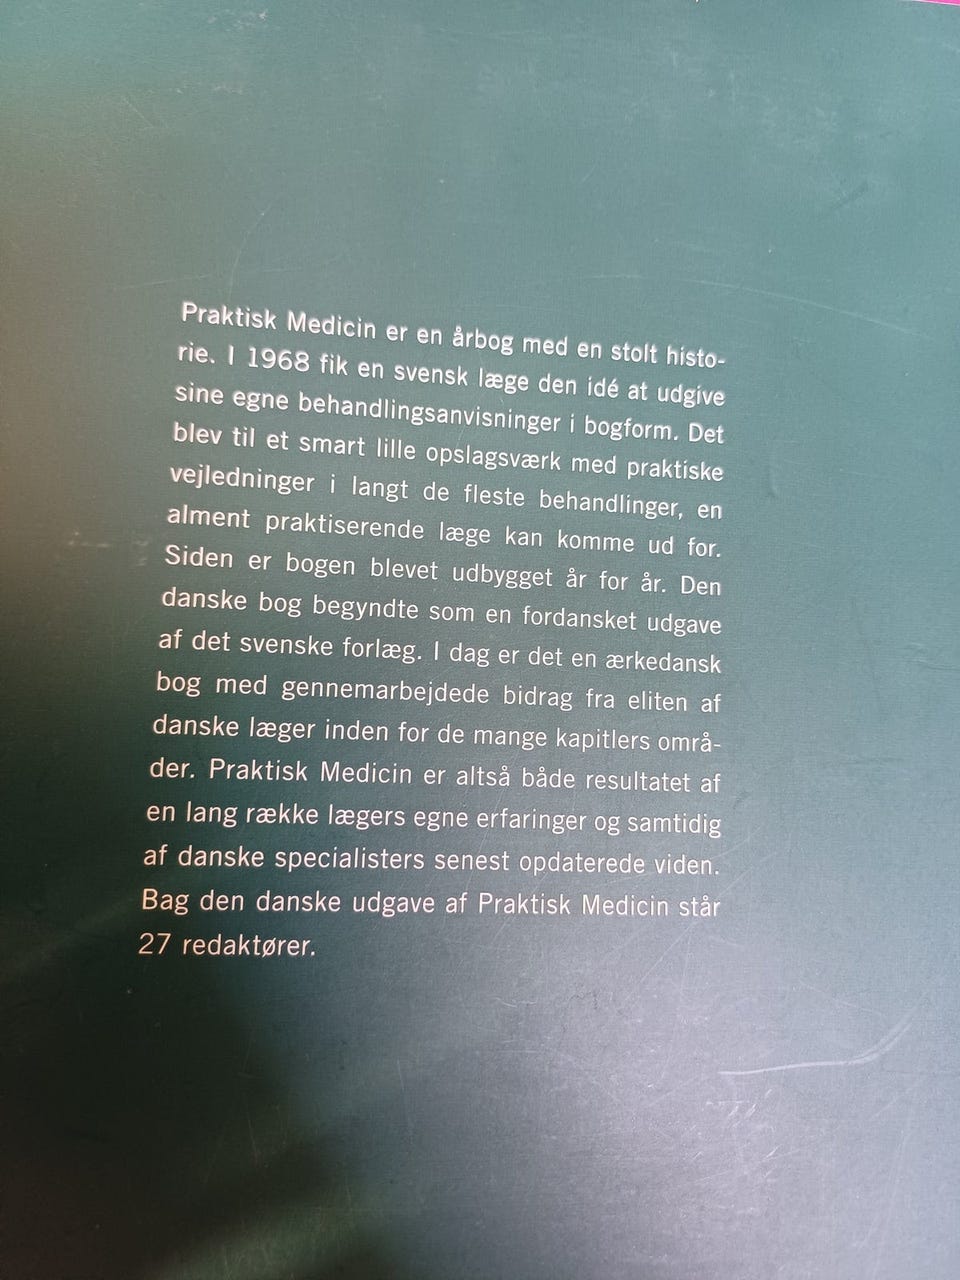 Praktisk Medicin er en årbog med en stolt histo-
rie. I 1968 fik en svensk læge den idé at udgive
sine egne behandlingsanvisninger i bogform. Det
blev til et smart lille opslagsværk med praktiske
vejledninger i langt de fleste behandlinger, en
alment praktiserende læge kan komme ud for.
Siden er bogen blevet udbygget år for år. Den
danske bog begyndte som en fordansket udgave
af det svenske forlæg. I dag er det en ærkedansk
bog med gennemarbejdede bidrag fra eliten af
danske læger inden for de mange kapitlers områ-
der. Praktisk Medicin er altså både resultatet af
en lang række lægers egne erfaringer og samtidig
af danske specialisters senest opdaterede viden.
Bag den danske udgave af Praktisk Medicin står
27 redaktører.